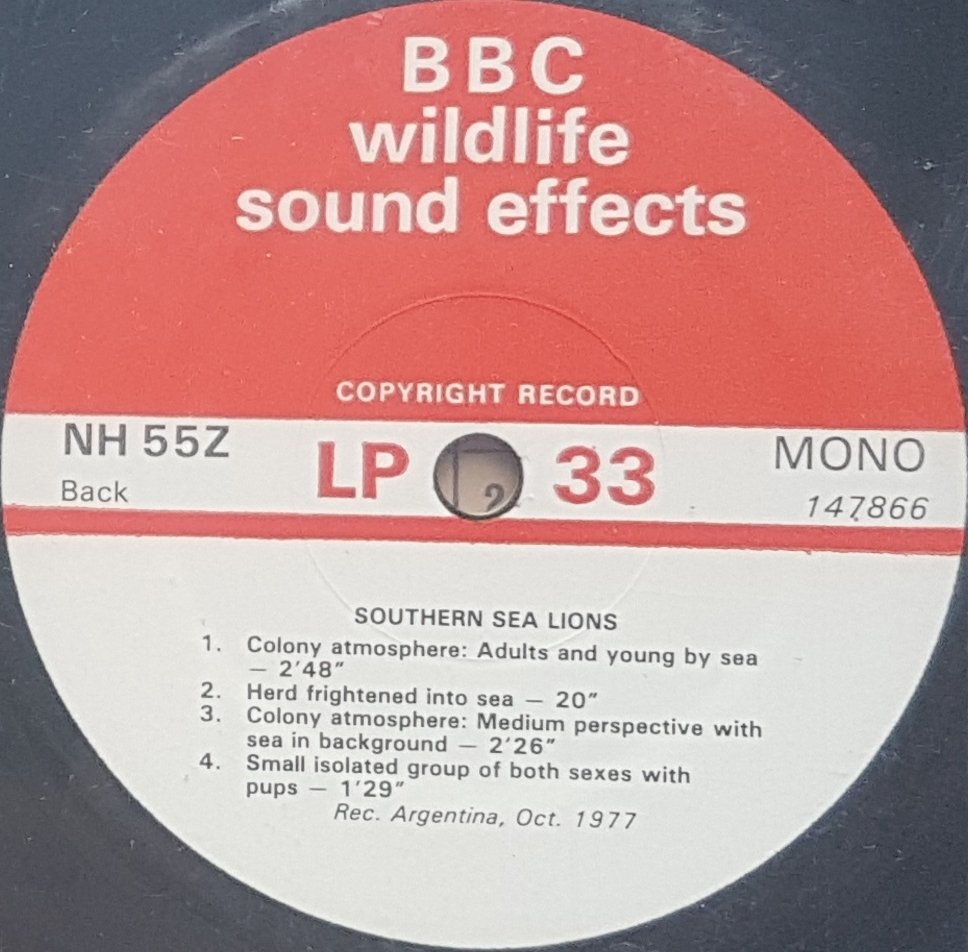 BBC
wildlife
sound effects
COPYRIGHT RECORD
NH 55Z
Back
LP 33
MONO
147866
2
SOUTHERN SEA LIONS
1. Colony atmosphere: Adults and young by sea
— 2'48"
2. Herd frightened into sea — 20"
3. Colony atmosphere: Medium perspective with
sea in background — 2'26"
4. Small isolated group of both sexes with
pups — 1'29"
Rec. Argentina, Oct. 1977